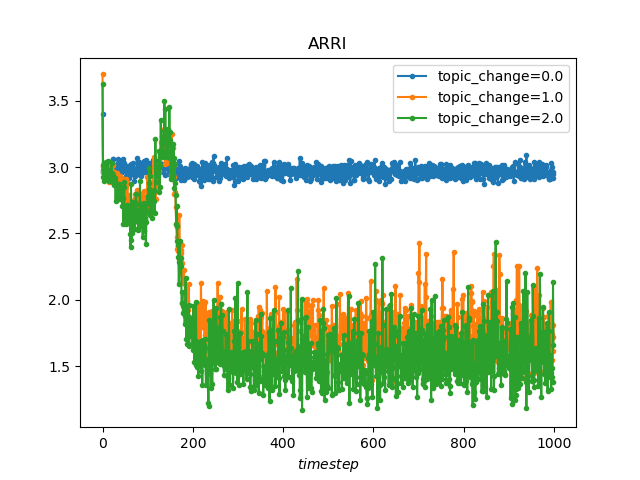 ARRI
topic_change=0.0
topic_change=1.0
topic_change=2.0
3.5
3.0
2.5
2.0
1.5
0 200 400 600 800 1000
timestep